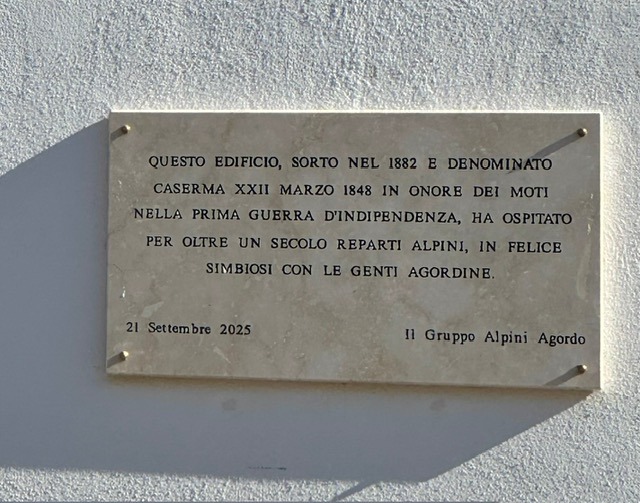 QUESTO EDIFICIO, SORTO NEL 1882 E DENOMINATO
CASERMA XXII MARZO 1848 IN ONORE DEI MOTI
NELLA PRIMA GUERRA D'INDIPENDENZA, HA OSPITATO
PER OLTRE UN SECOLO REPARTI ALPINI, IN FELICE
SIMBIOSI CON LE GENTI AGORDINE.
21 Settembre 2025 Il Gruppo Alpini Agordo